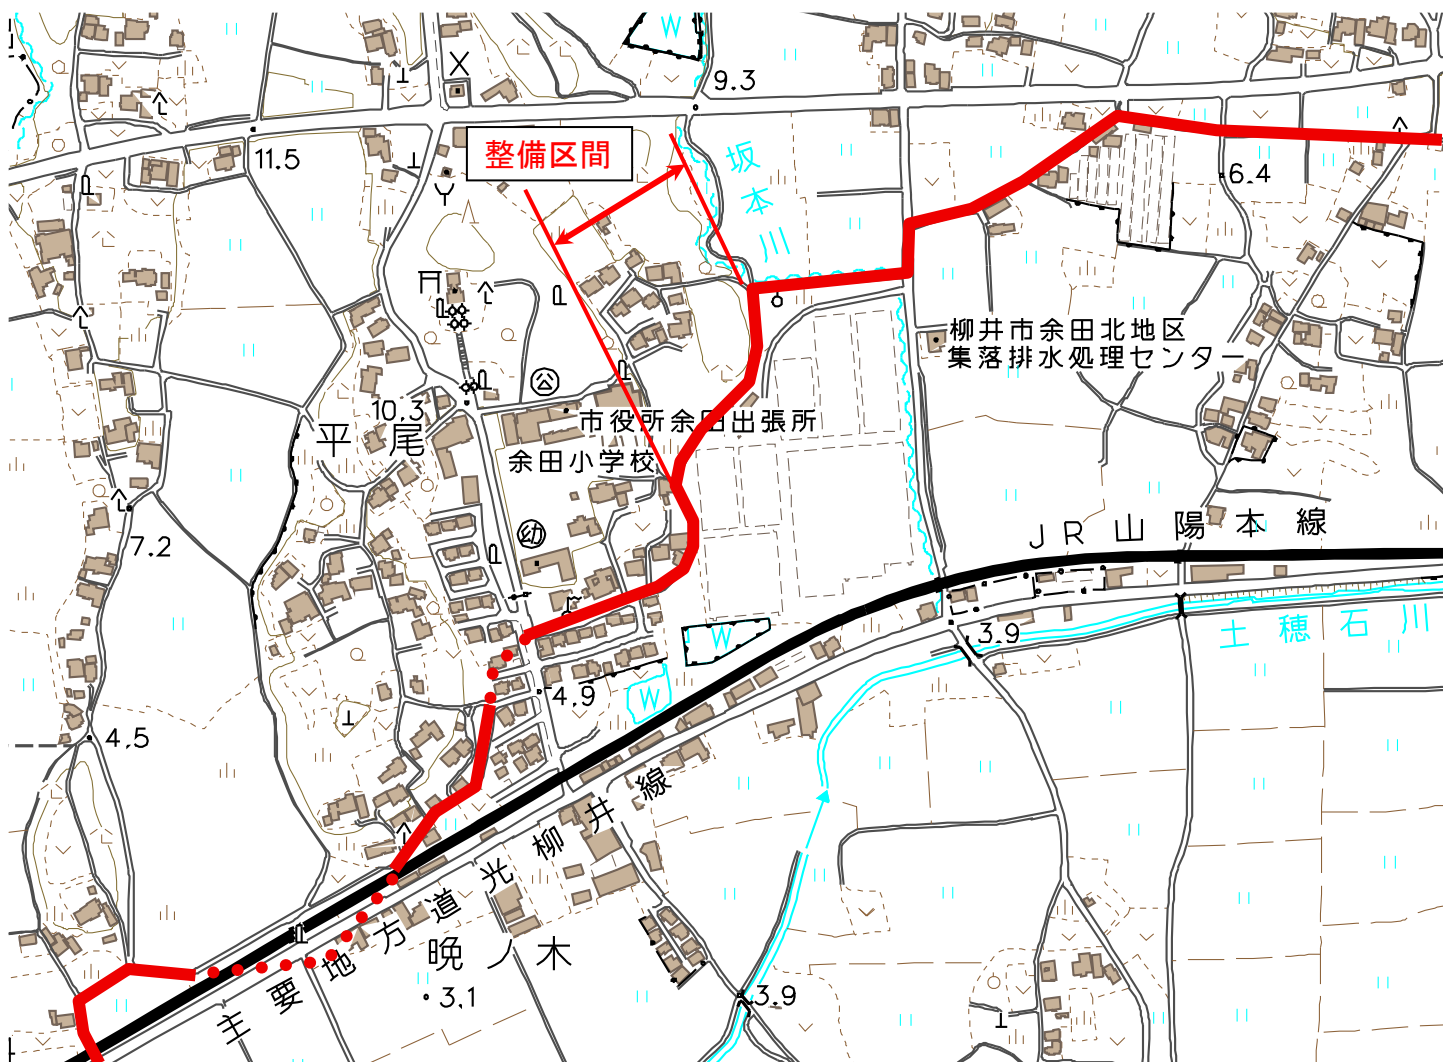 9.3
11.5
整備区間
坂本川
6.4
柳井市余田北地区
集落排水処理センター
10.3
平尾
市役所余田出張所
余田小学校
公
幼
7.2
JR山陽本線
土穂石川
3.9
W
W
W
4.9
4.5
主要地方道光柳井線
晩ノ木
3.1
3.9